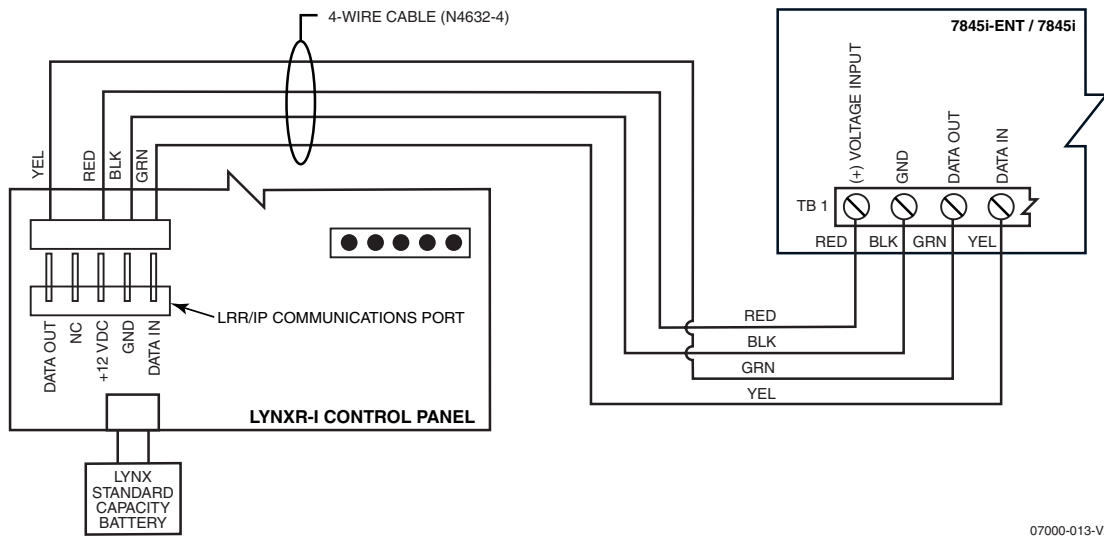 4-WIRE CABLE (N4632-4)
7845i-ENT / 7845i
(+) VOLTAGE INPUT
GND
DATA OUT
DATA IN
YEL
RED
BLK
GRN
TB 1
RED
BLK
GRN
YEL
LRR/IP COMMUNICATIONS PORT
DATA OUT
NC
+12 VDC
GND
DATA IN
RED
BLK
GRN
YEL
LYNXR-I CONTROL PANEL
LYNX
STANDARD
CAPACITY
BATTERY